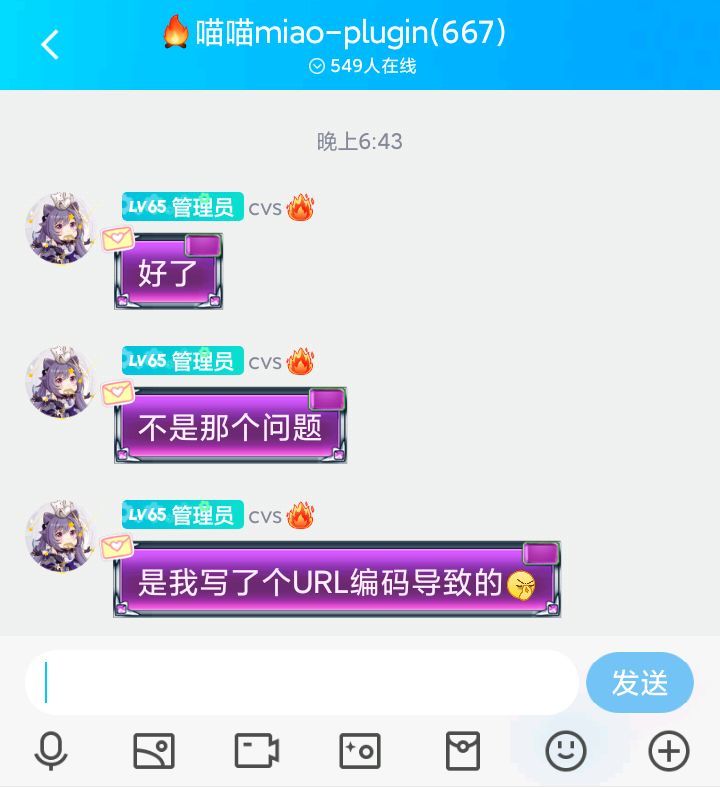 🔥喵喵miao-plugin(667)
549人在线
晚上6:43
LV65 管理员 cvs🔥
好了
LV65 管理员 cvs🔥
不是那个问题
LV65 管理员 cvs🔥
是我写了个URL编码导致的
发送